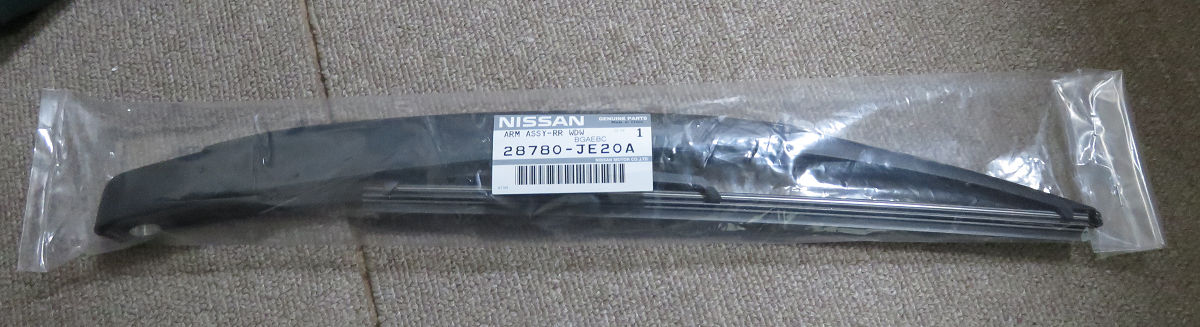 NISSAN GENUINE PARTS
ARM ASSY-RR WDW 1
BGAEBC
28780-JE20A
NISSAN MOTOR CO.,LTD